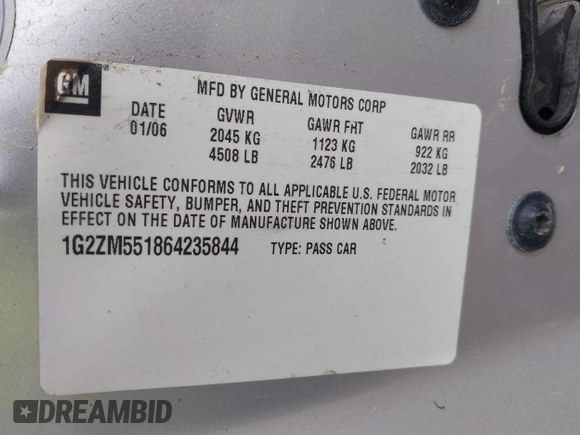 GM
MFD BY GENERAL MOTORS CORP
DATE GVWR GAWR FRT GAWR RR
01/06 2045 KG 1123 KG 922 KG
4508 LB 2476 LB 2032 LB
THIS VEHICLE CONFORMS TO ALL APPLICABLE U.S. FEDERAL MOTOR
VEHICLE SAFETY, BUMPER, AND THEFT PREVENTION STANDARDS IN
EFFECT ON THE DATE OF MANUFACTURE SHOWN ABOVE.
1G2ZM551864235844 TYPE: PASS CAR
DREAMBID